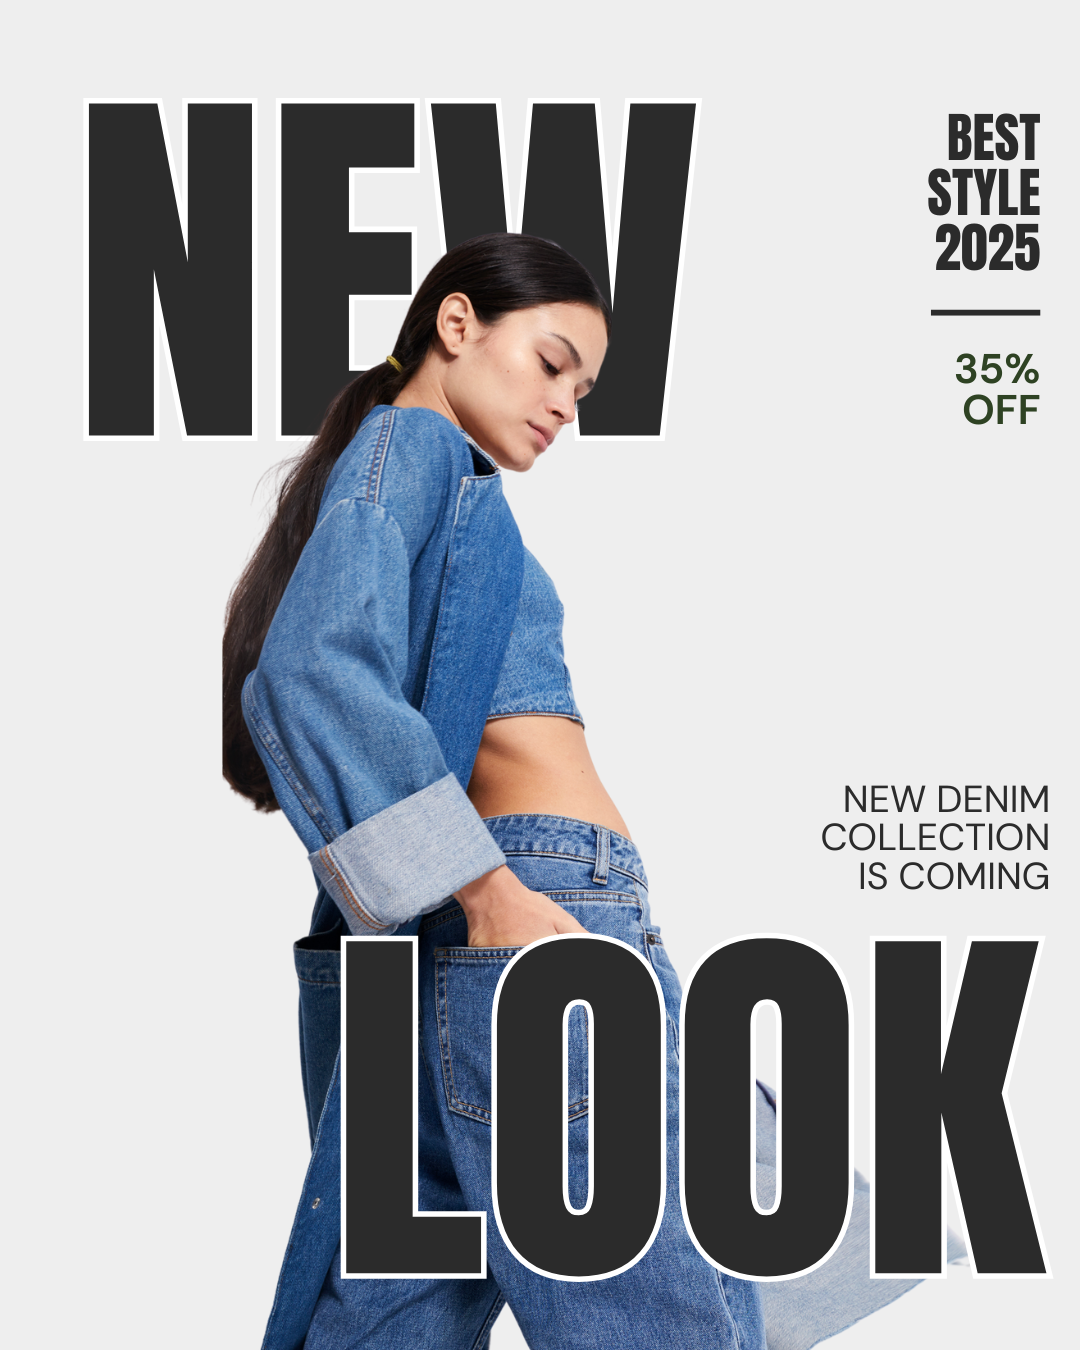 NEW
BEST
STYLE
2025
35%
OFF
NEW DENIM
COLLECTION
IS COMING
LOOK